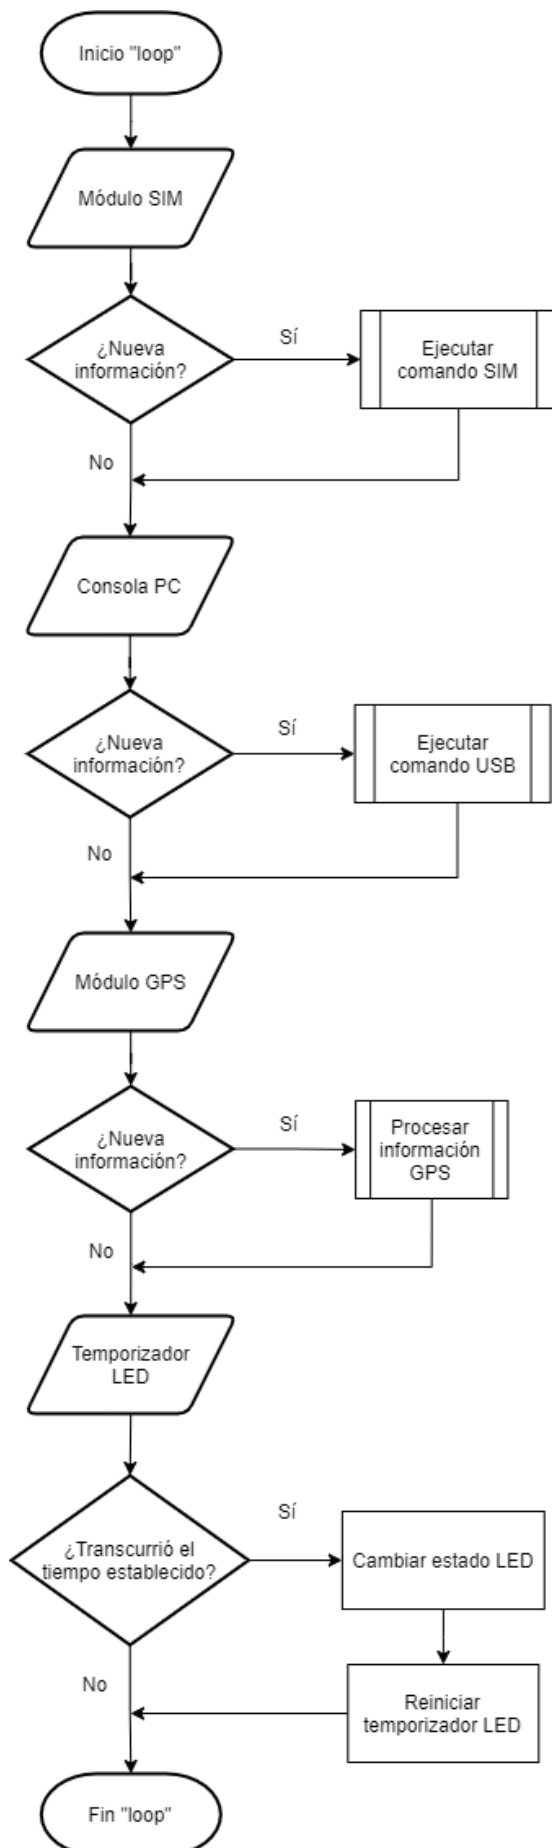 Inicio "loop"
Módulo SIM
¿Nueva
información?
Sí
Ejecutar
comando SIM
No
Consola PC
¿Nueva
información?
Sí
Ejecutar
comando USB
No
Módulo GPS
¿Nueva
información?
Sí
Procesar
información
GPS
No
Temporizador
LED
¿Transcurrió el
tiempo establecido?
Sí
Cambiar estado LED
No
Reiniciar
temporizador LED
Fin "loop"